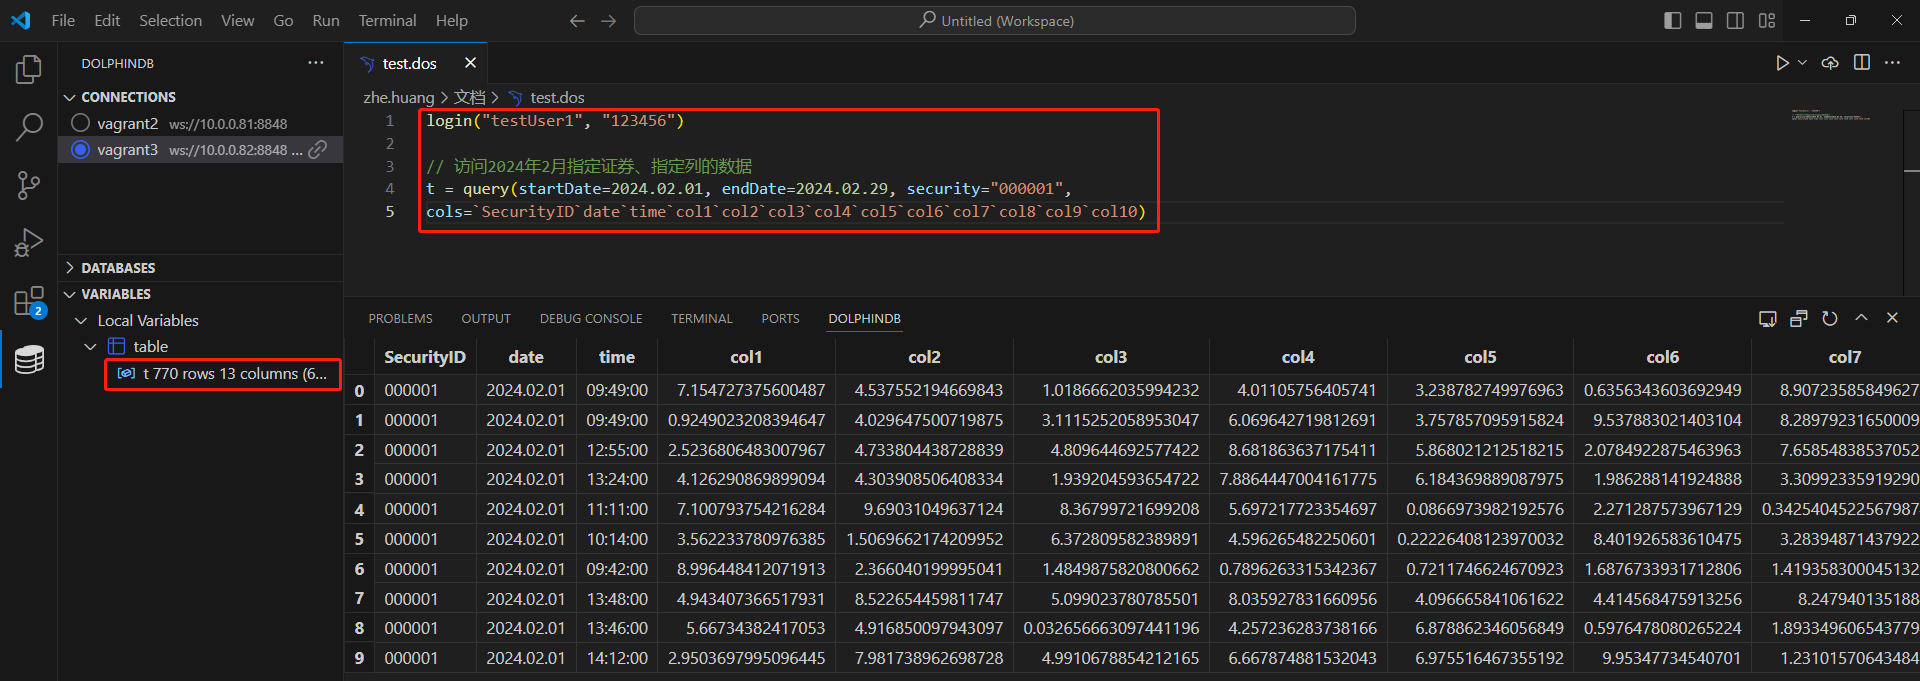 File Edit Selection View Go Run Terminal Help
Untitled (Workspace)
DOLPHINDB
CONNECTIONS
vagrant2 ws://10.0.0.81:8848
vagrant3 ws://10.0.0.82:8848 ...
DATABASES
VARIABLES
Local Variables
table
t 770 rows 13 columns (6...
2
test.dos
zhe.huang > 文档 > test.dos
1 login("testUser1", "123456")
2
3 // 访问2024年2月指定证券、指定列的数据
4 t = query(startDate=2024.02.01, endDate=2024.02.29, security="000001",
5 cols=`SecurityID`date`time`col1`col2`col3`col4`col5`col6`col7`col8`col9`col10)
PROBLEMS OUTPUT DEBUG CONSOLE TERMINAL PORTS DOLPHINDB
SecurityID date time col1 col2 col3 col4 col5 col6 col7
0 000001 2024.02.01 09:49:00 7.154727375600487 4.537552194669843 1.0186662035994232 4.01105756405741 3.238782749976963 0.6356343603692949 8.90723585849627
1 000001 2024.02.01 09:49:00 0.9249023208394647 4.029647500719875 3.1115252058953047 6.069642719812691 3.757857095915824 9.537883021403104 8.28979231650009
2 000001 2024.02.01 12:55:00 2.5236806483007967 4.733804438728839 4.809644692577422 8.681863637175411 5.868021212518215 2.0784922875463963 7.65854838537052
3 000001 2024.02.01 13:24:00 4.126290869899094 4.303908506408334 1.939204593654722 7.8864447004161775 6.184369889087975 1.986288141924888 3.30992335919290
4 000001 2024.02.01 11:11:00 7.100793754216284 9.69031049637124 8.36799721699208 5.697217723354697 0.0866973982192576 2.271287573967129 0.3425404522567987
5 000001 2024.02.01 10:14:00 3.562233780976385 1.5069662174209952 6.372809582389891 4.596265482250601 0.22226408123970032 8.401926583610475 3.28394871437922
6 000001 2024.02.01 09:42:00 8.996448412071913 2.366040199995041 1.4849875820800662 0.7896263315342367 0.7211746624670923 1.6876733931712806 1.419358300045132
7 000001 2024.02.01 13:48:00 4.943407366517931 8.522654459811747 5.099023780785501 8.035927831660956 4.096665841061622 4.414568475913256 8.247940135188
8 000001 2024.02.01 13:46:00 5.66734382417053 4.916850097943097 0.032656663097441196 4.257236283738166 6.878862346056849 0.5976478080265224 1.893349606543779
9 000001 2024.02.01 14:12:00 2.9503697995096445 7.981738962698728 4.9910678854212165 6.667874881532043 6.975516467355192 9.95347734540701 1.23101570643484